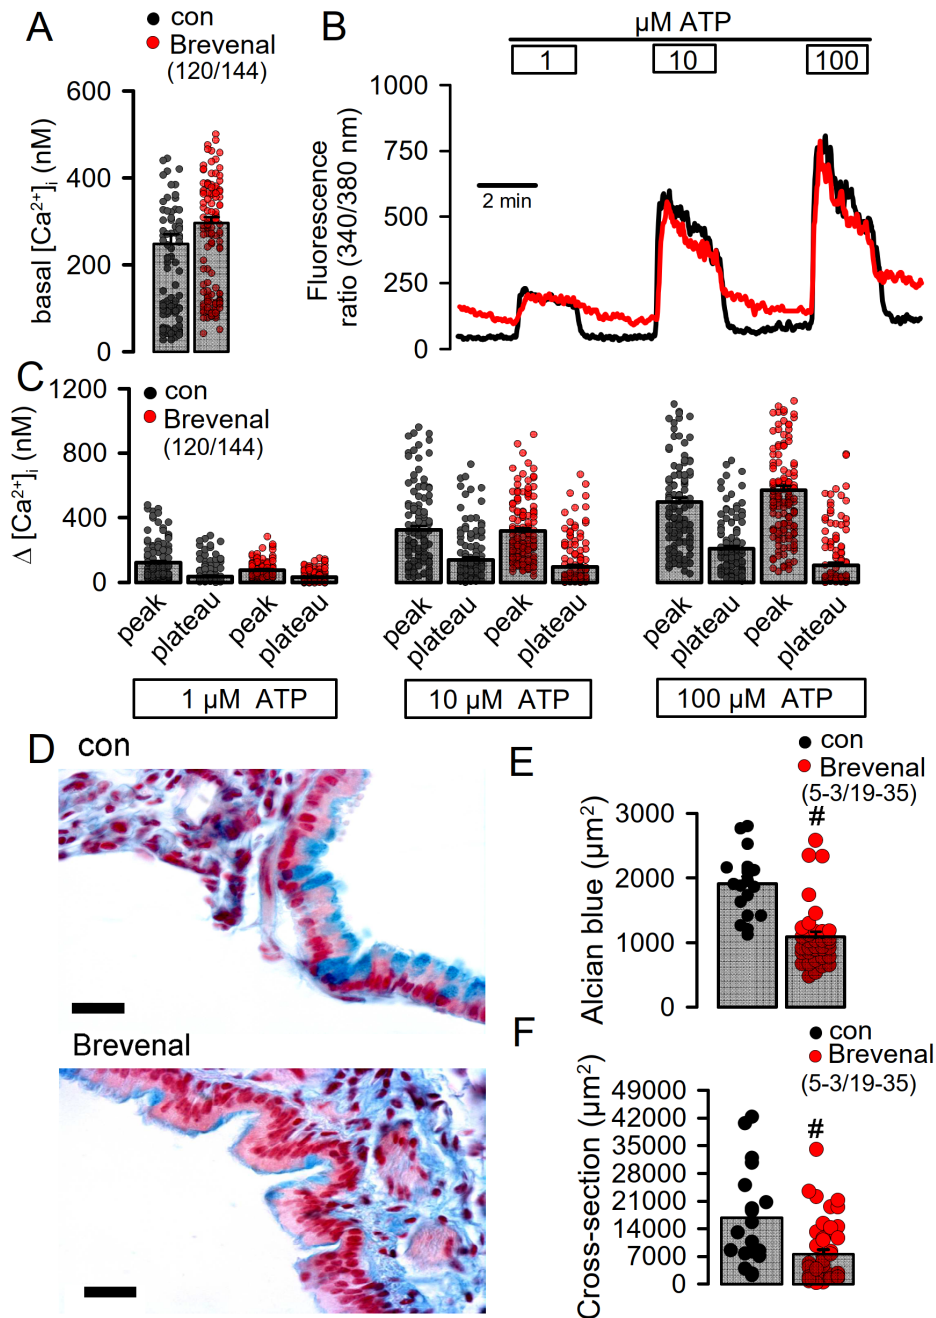 A
con
Brevenal
(120/144)
600
400
200
0
basal [Ca²⁺]ᵢ (nM)
B
µM ATP
1
10
100
1000
750
500
250
0
Fluorescence
ratio (340/380 nm)
2 min
C
con
Brevenal
(120/144)
1200
800
400
0
Δ [Ca²⁺]ᵢ (nM)
peak
plateau
peak
plateau
peak
plateau
peak
plateau
peak
plateau
peak
plateau
1 µM ATP
10 µM ATP
100 µM ATP
D
con
Brevenal
E
con
Brevenal
(5-3/19-35)
#
3000
2000
1000
0
Alcian blue (µm²)
F
con
Brevenal
(5-3/19-35)
#
49000
42000
35000
28000
21000
14000
7000
0
Cross-section (µm²)